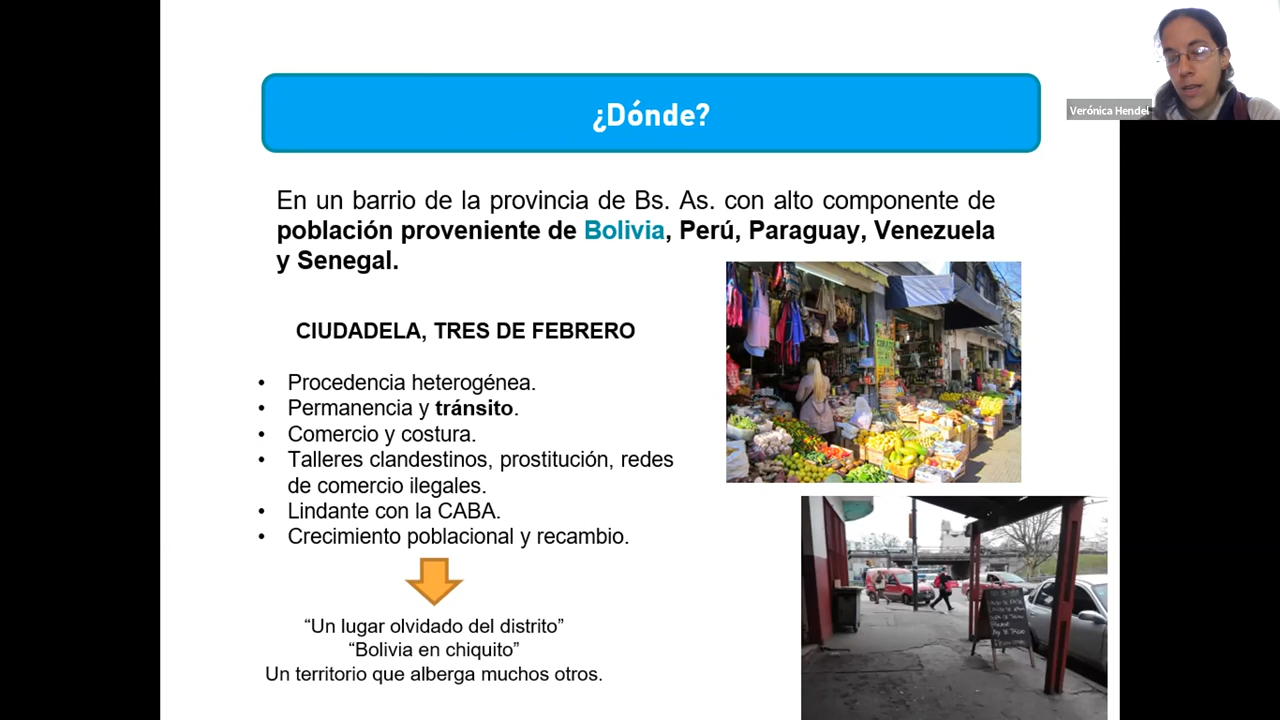 ¿Dónde?
Verónica Hendel
En un barrio de la provincia de Bs. As. con alto componente de
población proveniente de Bolivia, Perú, Paraguay, Venezuela
y Senegal.
CIUDADELA, TRES DE FEBRERO
• Procedencia heterogénea.
• Permanencia y tránsito.
• Comercio y costura.
• Talleres clandestinos, prostitución, redes
de comercio ilegales.
• Lindante con la CABA.
• Crecimiento poblacional y recambio.
“Un lugar olvidado del distrito”
“Bolivia en chiquito”
Un territorio que alberga muchos otros.